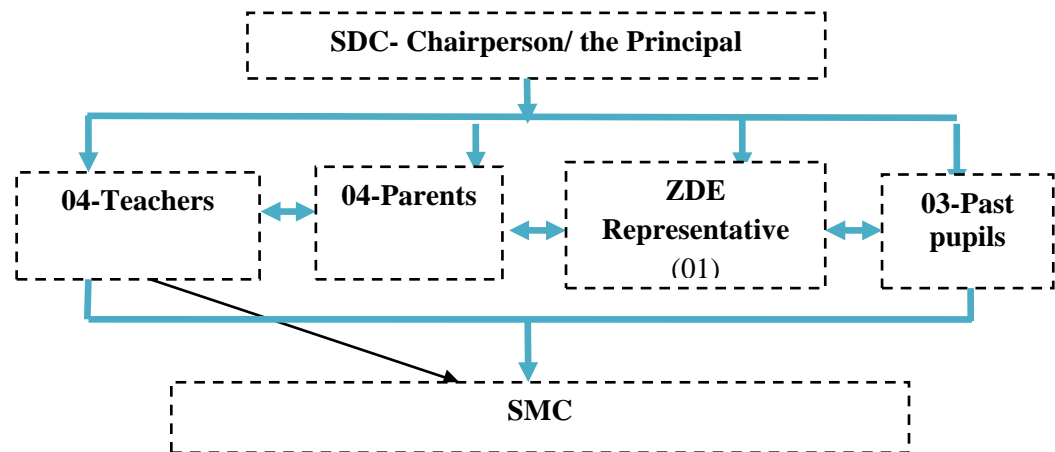 SDC- Chairperson/ the Principal
04-Teachers
04-Parents
ZDE
Representative
(01)
03-Past
pupils
SMC